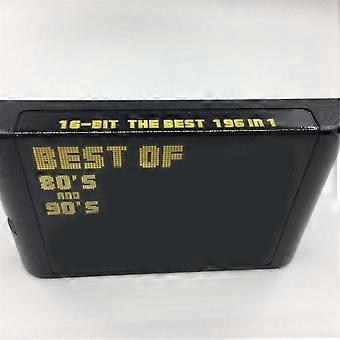 16-BIT THE BEST 196 IN 1
BEST OF
80'S
AND
90'S